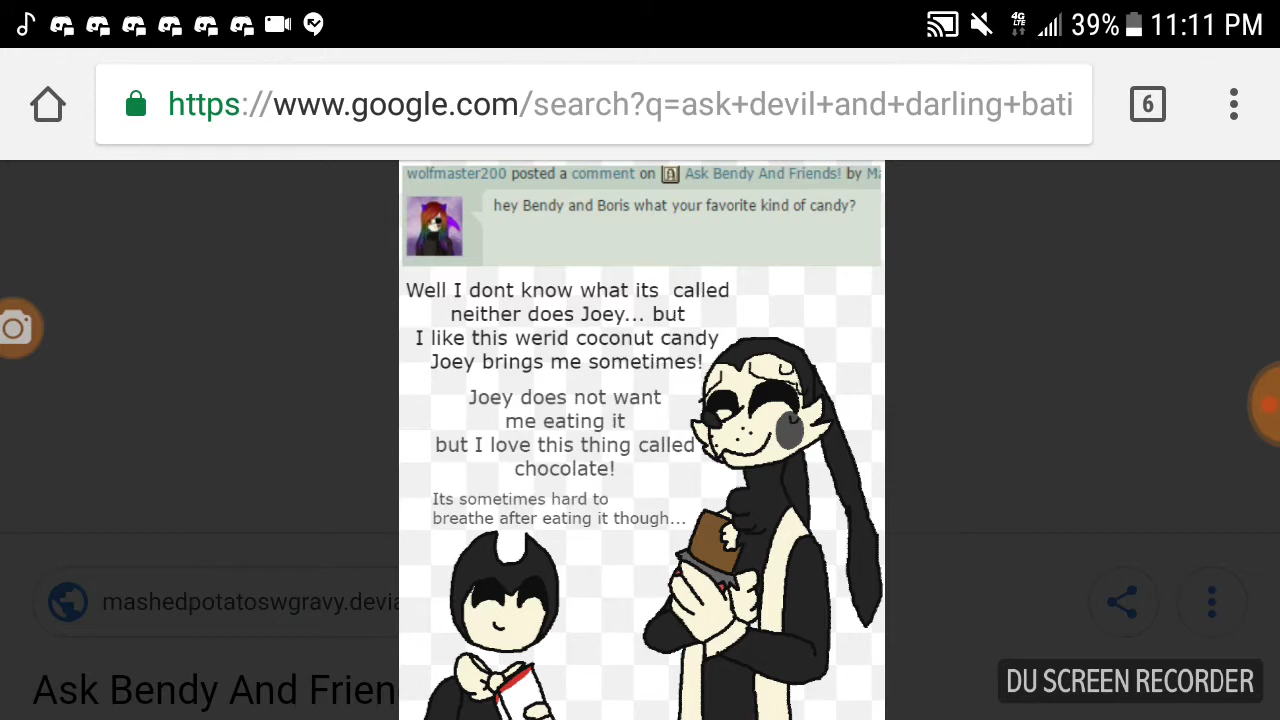 39% 11:11 PM
https://www.google.com/search?q=ask+devil+and+darling+bati
6
wolfmaster200 posted a comment on Ask Bendy And Friends! by Ma
hey Bendy and Boris what your favorite kind of candy?
Well I dont know what its called
neither does Joey... but
I like this werid coconut candy
Joey brings me sometimes!
Joey does not want
me eating it
but I love this thing called
chocolate!
Its sometimes hard to
breathe after eating it though...
mashedpotatoswgravy.devia
Ask Bendy And Frien
DU SCREEN RECORDER